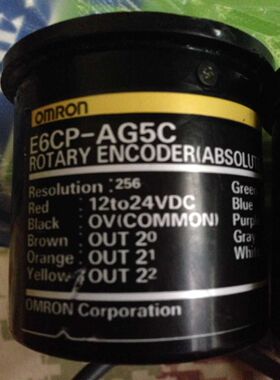 OMRON
E6CP-AG5C
ROTARY ENCODER(ABSOLUT
Resolution : 256 Green
Red : 12to24VDC Blue
Black : 0V(COMMON) Purp
Brown : OUT 2⁰ Gray
Orange : OUT 2¹ Whit
Yellow : OUT 2²
OMRON Corporation